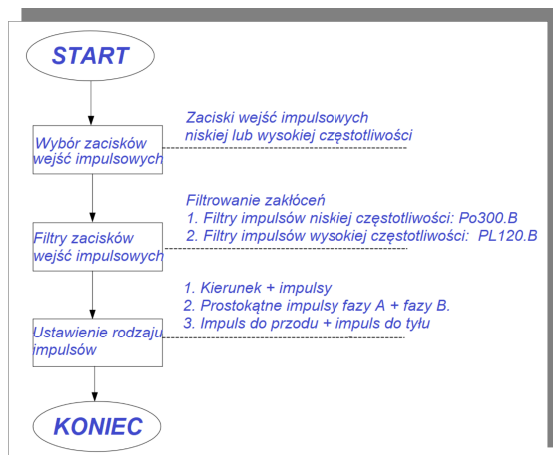 START
Zaciski wejść impulsowych
niskiej lub wysokiej częstotliwości
Wybór zacisków
wejść impulsowych
Filtrowanie zakłóceń
1. Filtry impulsów niskiej częstotliwości: Po300.B
2. Filtry impulsów wysokiej częstotliwości: PL120.B
Filtry zacisków
wejść impulsowych
1. Kierunek + impulsy
2. Prostokątne impulsy fazy A + fazy B.
3. Impuls do przodu + impuls do tyłu
Ustawienie rodzaju
impulsów
KONIEC